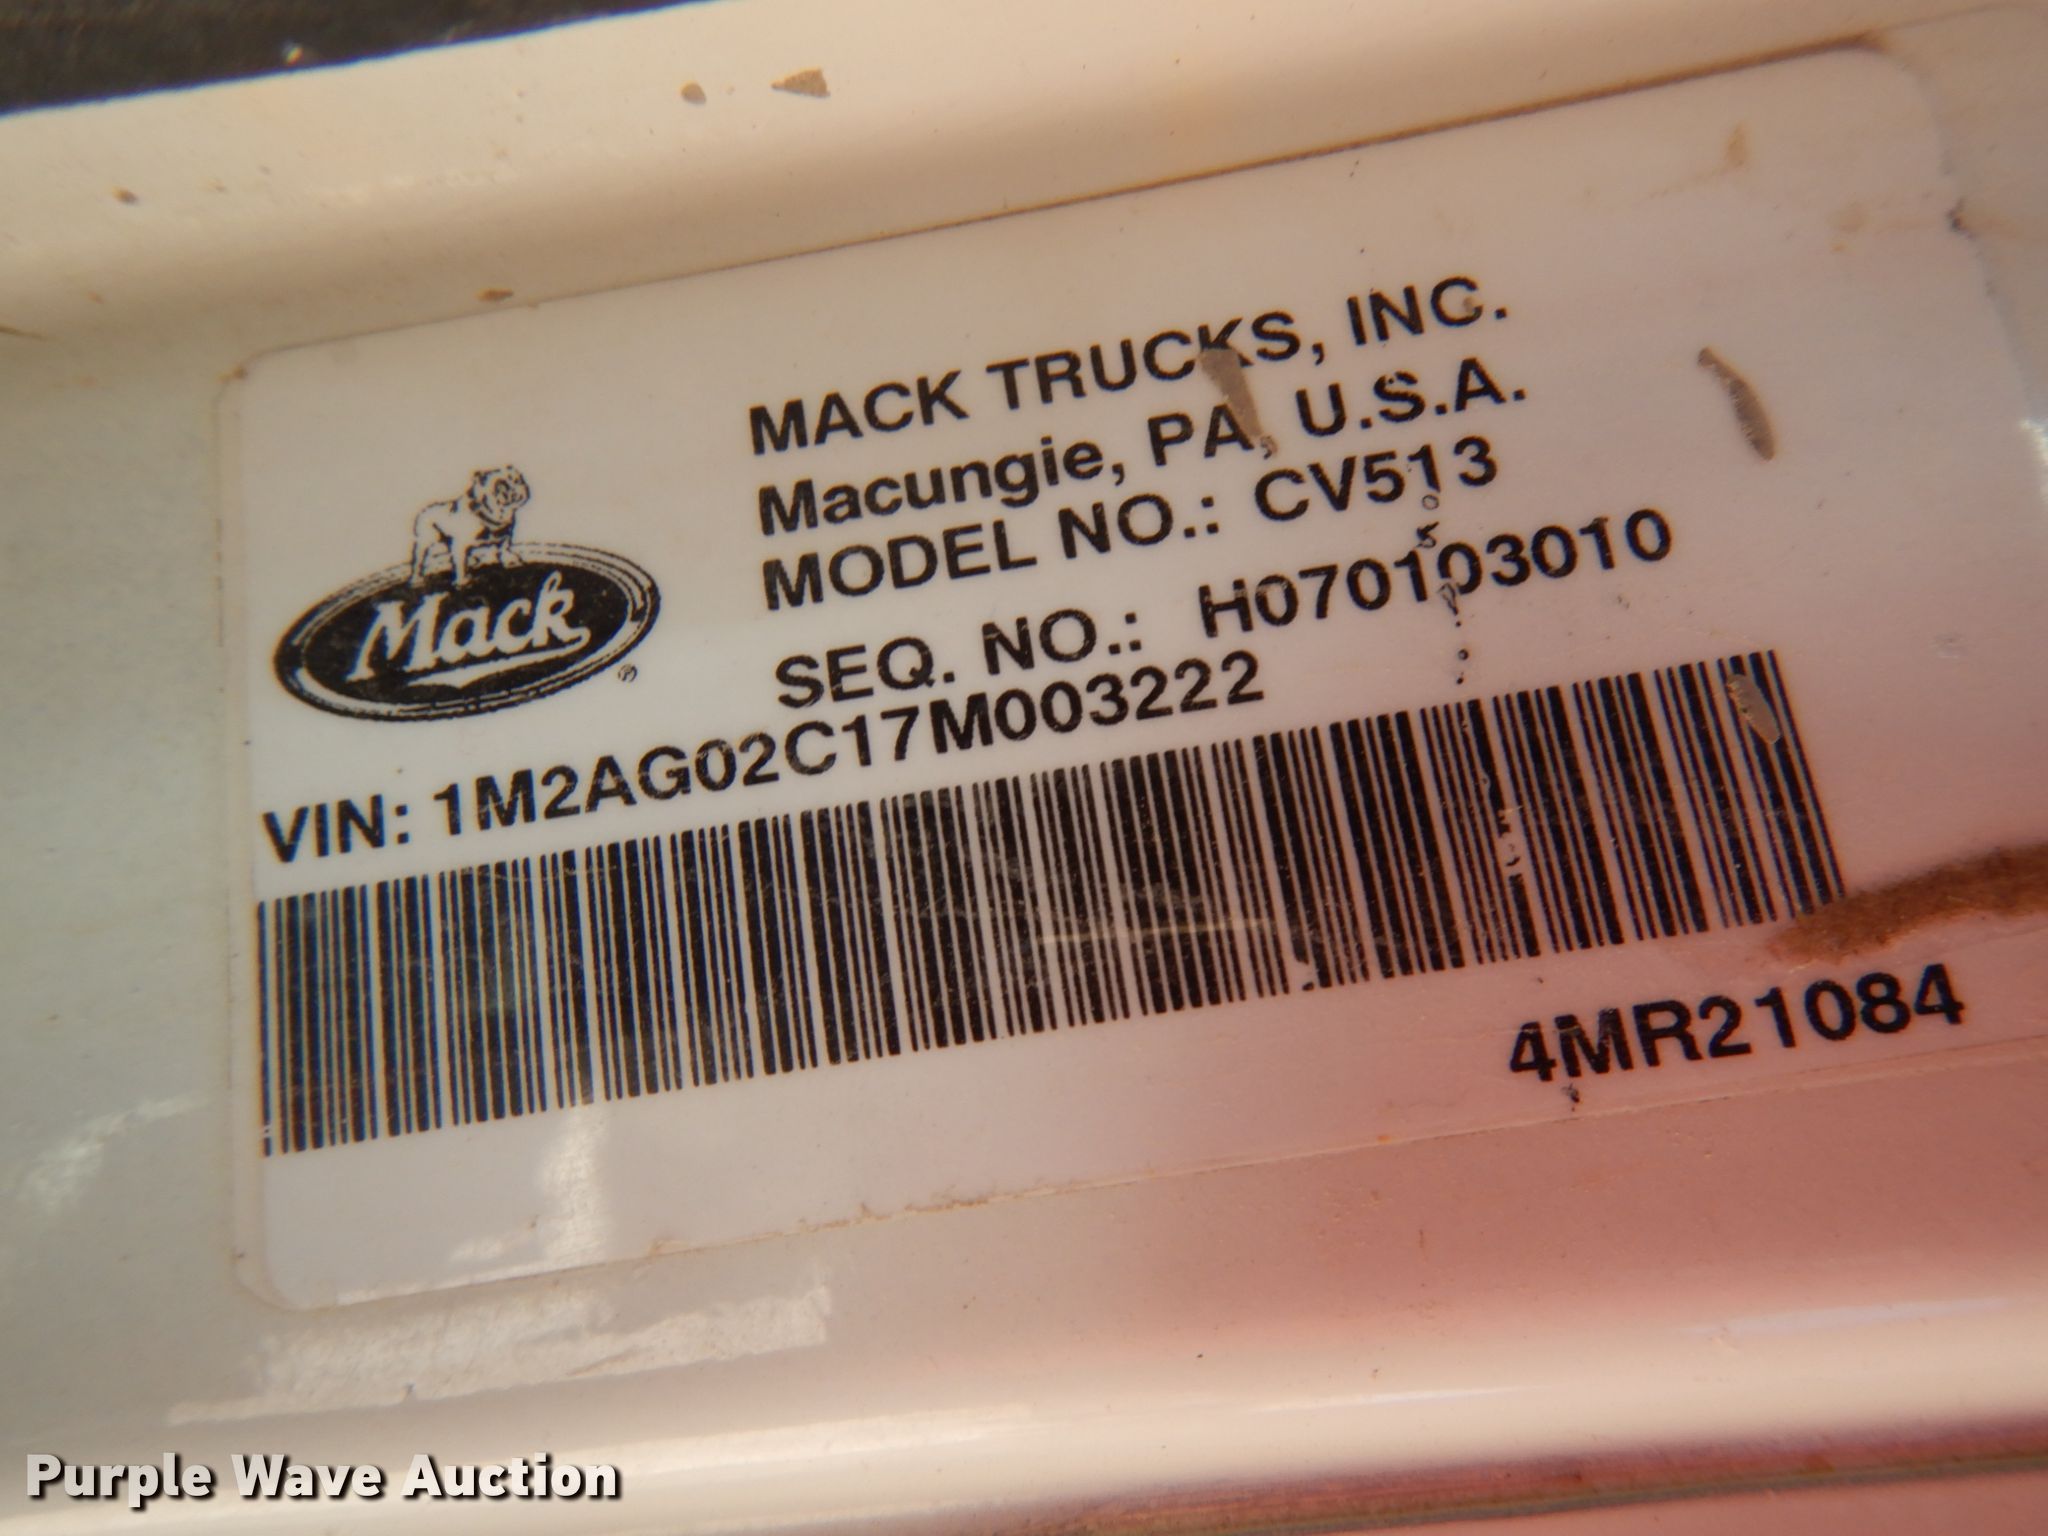 MACK TRUCKS, INC.
Macungie, PA, U.S.A.
MODEL NO.: CV513
SEQ. NO.: H070103010
Mack ®
VIN: 1M2AG02C17M003222
4MR21084
Purple Wave Auction